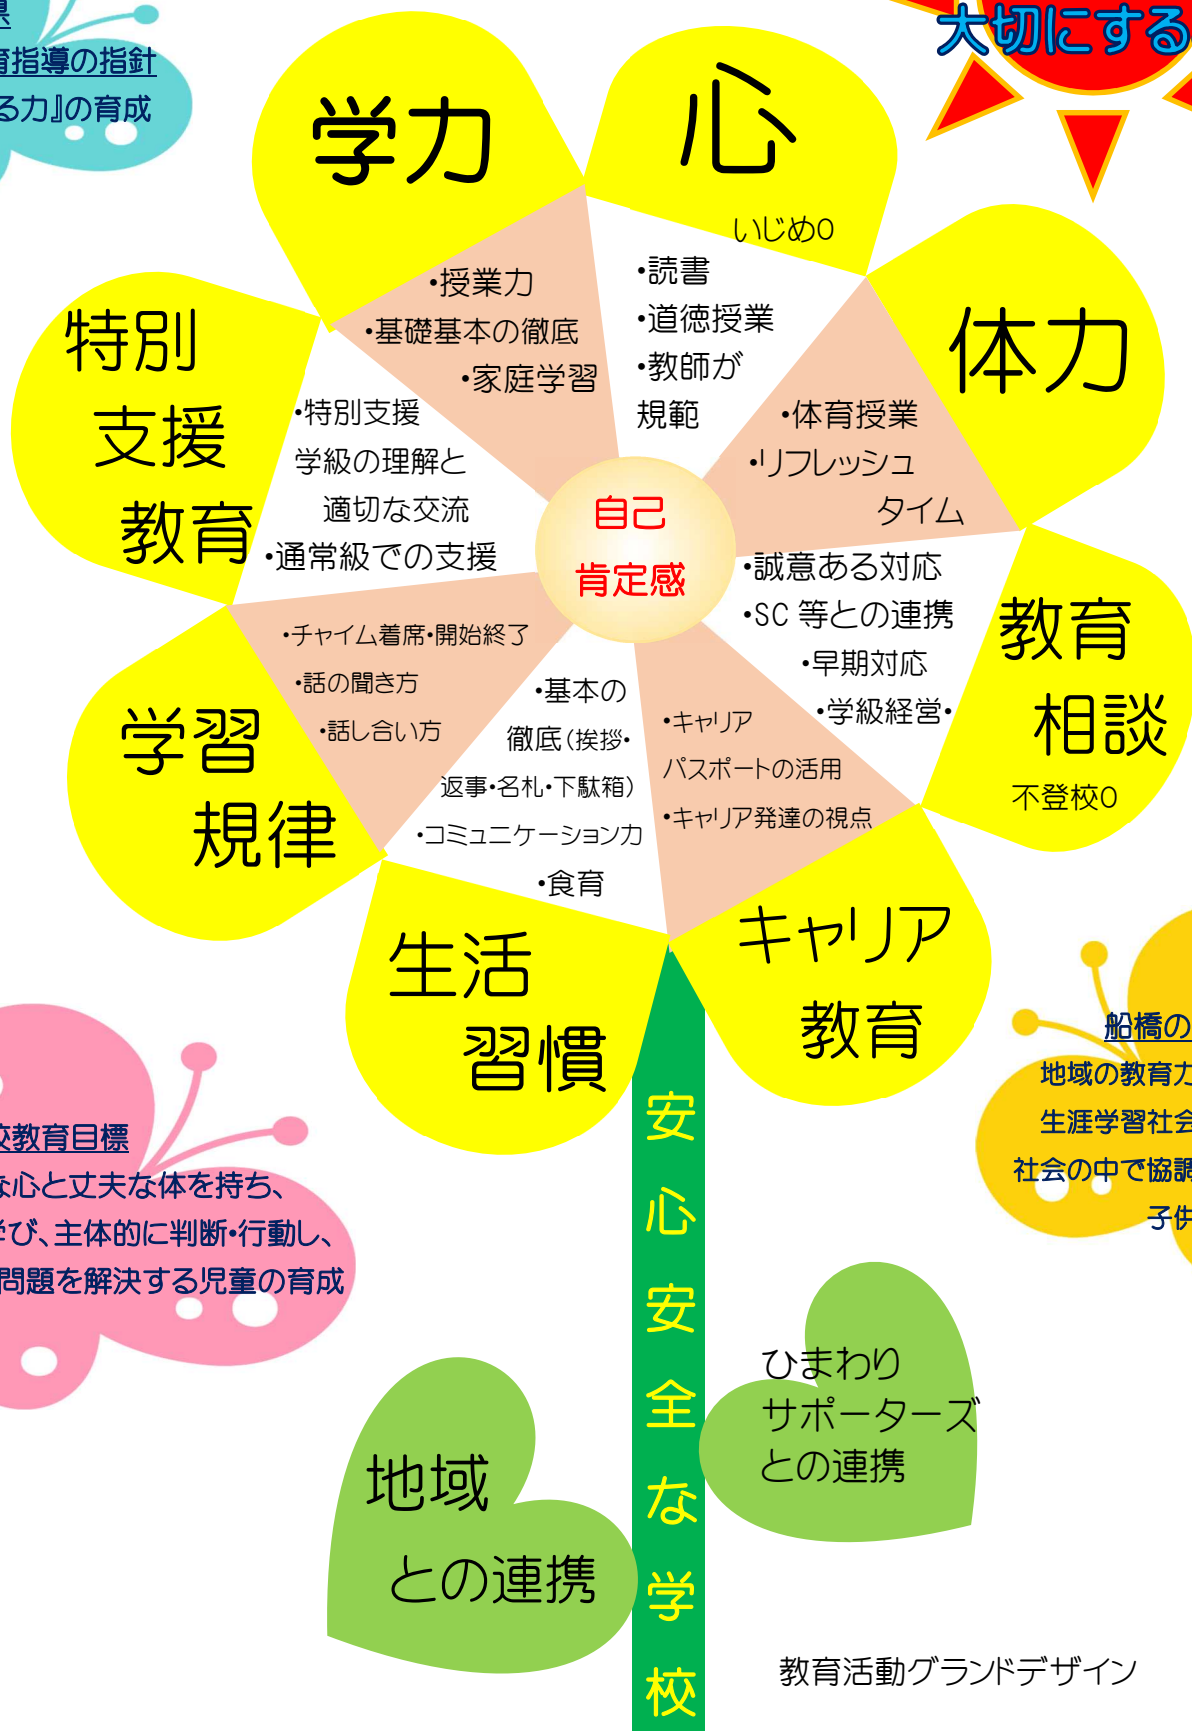 県
育指導の指針
る力』の育成
大切にする
学力
心
いじめ0
・授業力
・基礎基本の徹底
・家庭学習
・読書
・道徳授業
・教師が
規範
体力
・体育授業
・リフレッシュ
タイム
特別
支援
教育
・特別支援
学級の理解と
適切な交流
・通常級での支援
自己
肯定感
・誠意ある対応
・SC 等との連携
・早期対応
・学級経営・
教育
相談
不登校0
学習
規律
・チャイム着席・開始終了
・話の聞き方
・話し合い方
・基本の
徹底(挨拶・
返事・名札・下駄箱)
・コミュニケーション力
・食育
・キャリア
パスポートの活用
・キャリア発達の視点
生活
習慣
キャリア
教育
船橋の
地域の教育力
生涯学習社会
社会の中で協調
子供
校教育目標
な心と丈夫な体を持ち、
学び、主体的に判断・行動し、
問題を解決する児童の育成
安心安全な学校
ひまわり
サポーターズ
との連携
地域
との連携
教育活動グランドデザイン